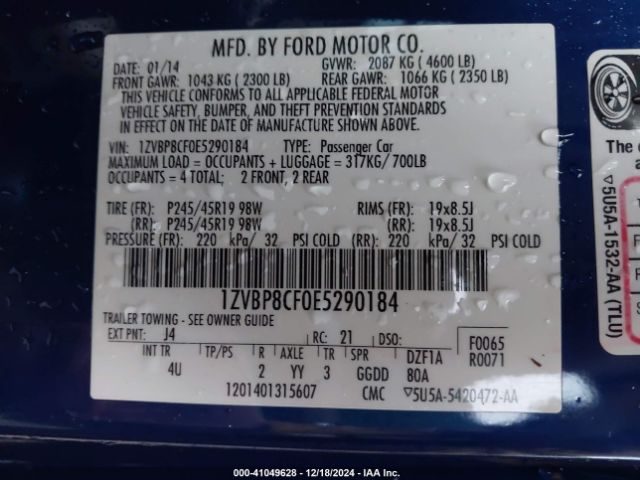 MFD. BY FORD MOTOR CO.
DATE: 01/14 GVWR: 2087 KG ( 4600 LB)
FRONT GAWR: 1043 KG ( 2300 LB) REAR GAWR: 1066 KG ( 2350 LB)
THIS VEHICLE CONFORMS TO ALL APPLICABLE FEDERAL MOTOR
VEHICLE SAFETY, BUMPER, AND THEFT PREVENTION STANDARDS
IN EFFECT ON THE DATE OF MANUFACTURE SHOWN ABOVE.
VIN: 1ZVBP8CF0E5290184 TYPE: Passenger Car
MAXIMUM LOAD = OCCUPANTS + LUGGAGE = 317KG/ 700LB
OCCUPANTS = 4 TOTAL; 2 FRONT, 2 REAR
TIRE (FR): P245/45R19 98W RIMS (FR): 19x8.5J
(RR): P245/45R19 98W (RR): 19x8.5J
PRESSURE (FR): 220 kPa/ 32 PSI COLD (RR): 220 kPa/ 32 PSI COLD
1ZVBP8CF0E5290184
TRAILER TOWING - SEE OWNER GUIDE
EXT PNT: J4 RC: 21 DSO: F0065
INT TR TP/PS R AXLE TR SPR DZF1A R0071
4U 2 YY 3 GGDD 80A
1201401315607 CMC ▽5U5A-5420472-AA
The c
▽5U5A-1532-AA (TLU)
000-41049628 - 12/18/2024 - IAA Inc.